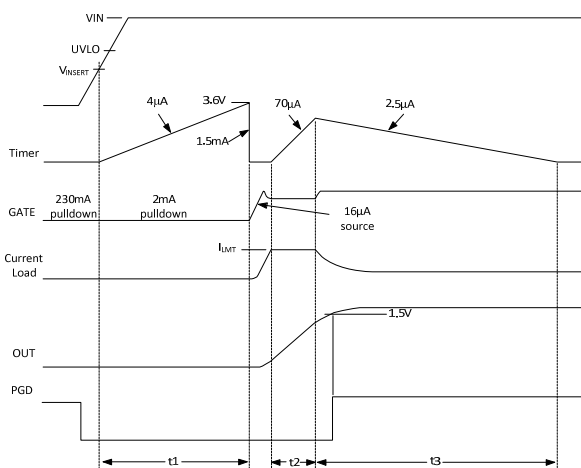 VIN
UVLO
VINSERT
4µA
3.6V
70µA
2.5µA
1.5mA
Timer
230mA pulldown
2mA pulldown
GATE
16µA source
ILMT
Current Load
1.5V
OUT
PGD
t1
t2
t3